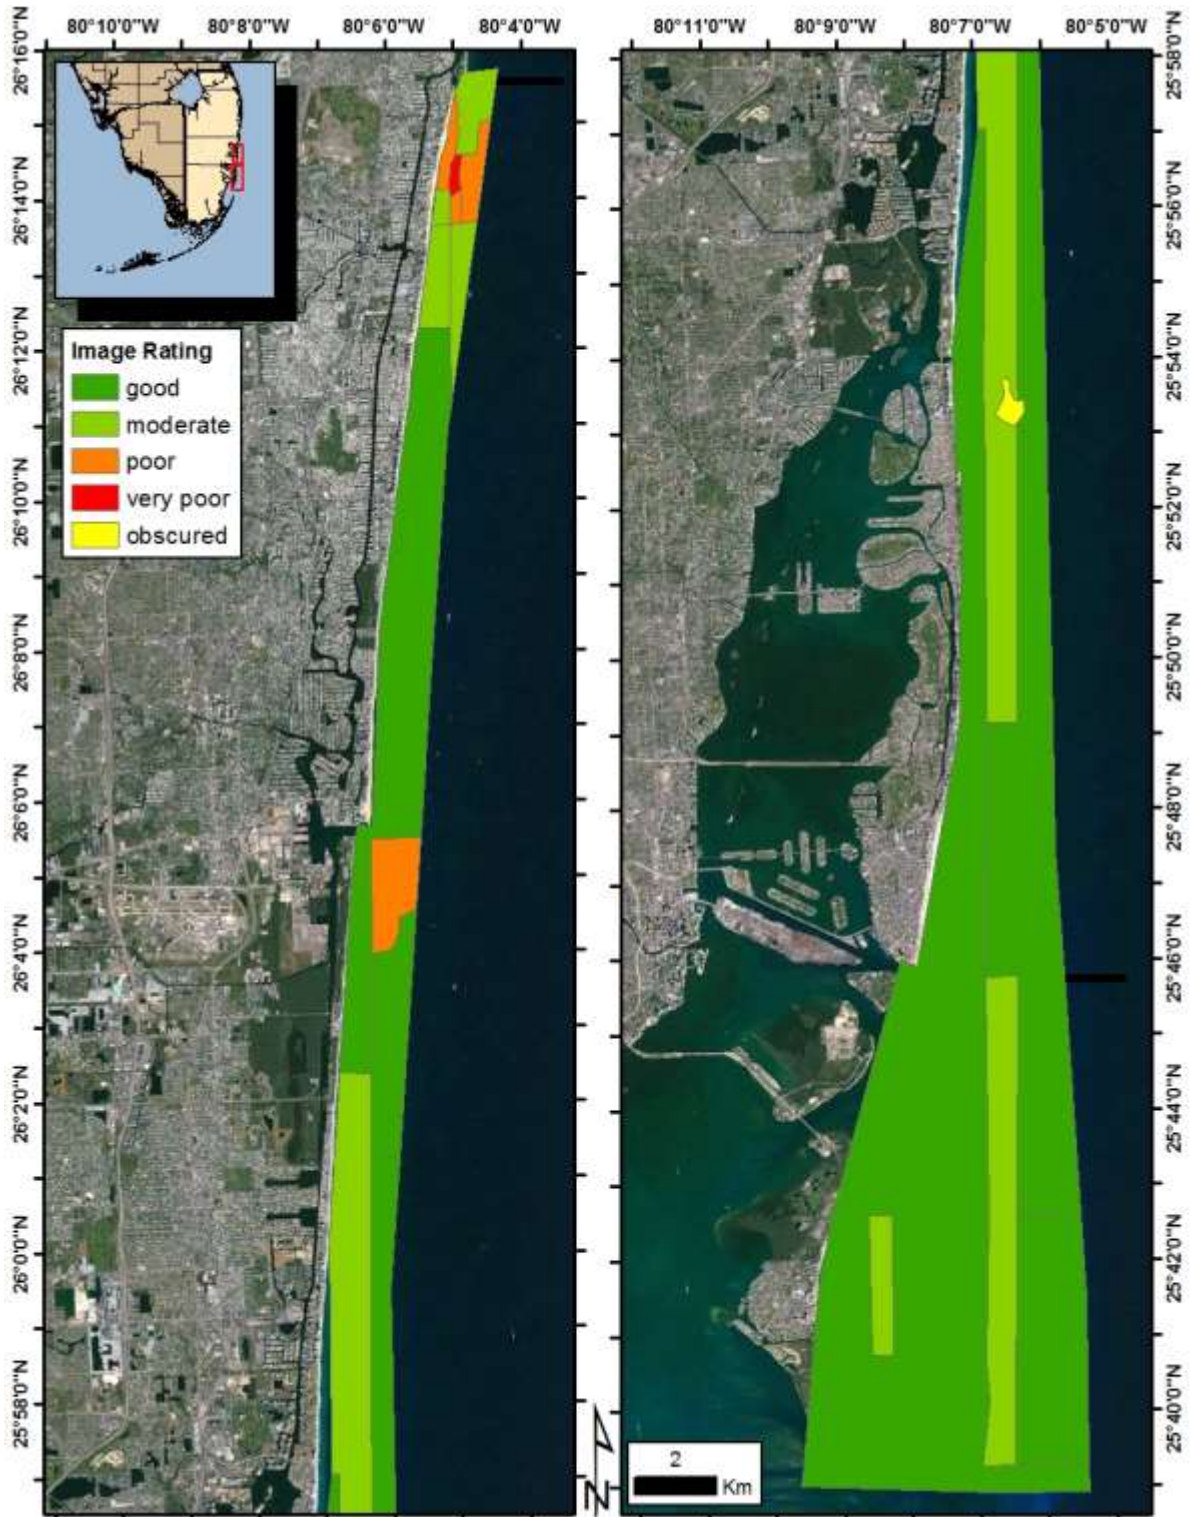 80°10'0"W 80°8'0"W 80°6'0"W 80°4'0"W
80°11'0"W 80°9'0"W 80°7'0"W 80°5'0"W
26°16'0"N
26°14'0"N
26°12'0"N
26°10'0"N
26°8'0"N
26°6'0"N
26°4'0"N
26°2'0"N
26°0'0"N
25°58'0"N
Image Rating
good
moderate
poor
very poor
obscured
25°58'0"N
25°56'0"N
25°54'0"N
25°52'0"N
25°50'0"N
25°48'0"N
25°46'0"N
25°44'0"N
25°42'0"N
25°40'0"N
N
2
Km